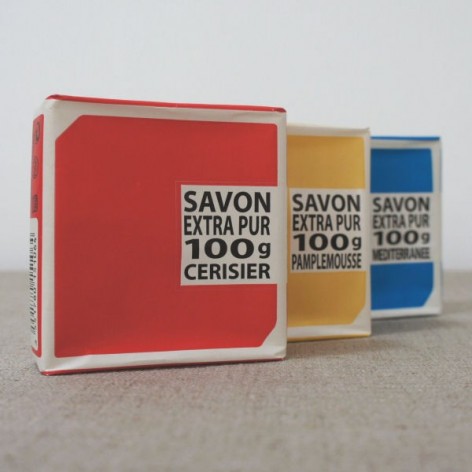 SAVON
EXTRA PUR
100g
CERISIER
SAVON
EXTRA PUR
100g
PAMPLEMOUSSE
SAVON
EXTRA PUR
100g
MEDITERRANEE